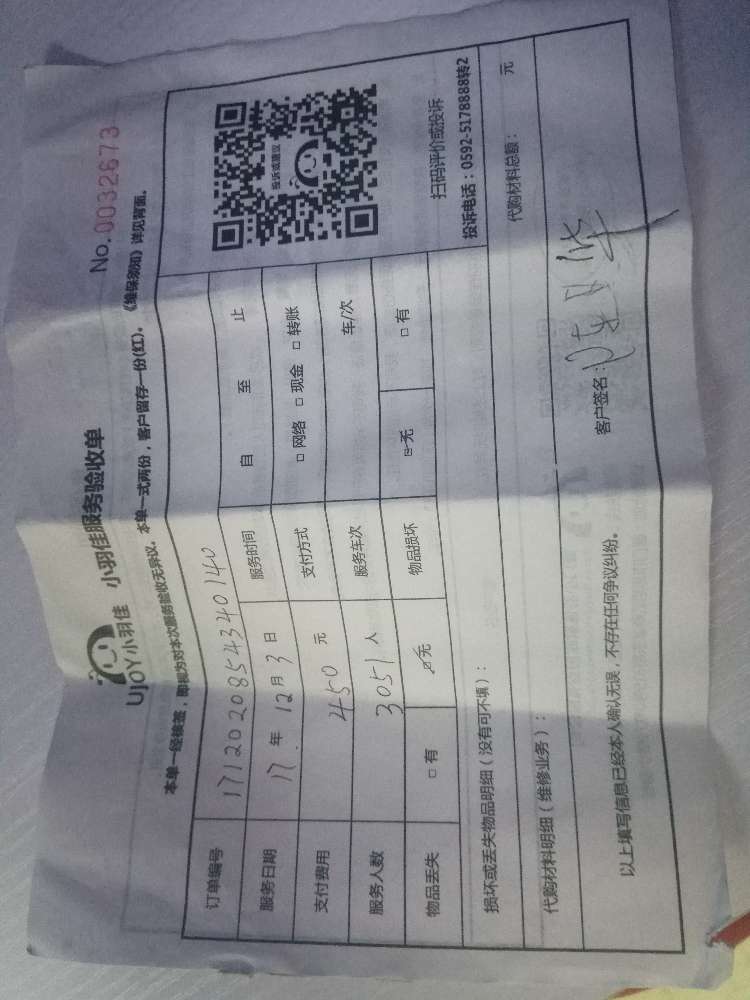 UJOY小羽佳 小羽佳服务验收单
No. 0032673
本单一经核签，即视为对本次服务验收无异议。 本单一式两份，客户留存一份(红)。 《维保须知》详见背面。
订单编号 1712020854340140
服务日期 17 年 12 月 3 日 服务时间 自 至 止
支付费用 450 元 支付方式 □ 网络 □ 现金 □ 转账
服务人数 3051 人 服务车次 车/次
物品丢失 □ 有 ☑ 无 物品损坏 ☑ 无 □ 有
投诉或建议
扫码评价或投诉
投诉电话：0592-5178888转2
损坏或丢失物品明细（没有可不填）：
代购材料明细（维修业务）： 代购材料总额： 元
以上填写信息已经本人确认无误，不存在任何争议纠纷。 客户签名：